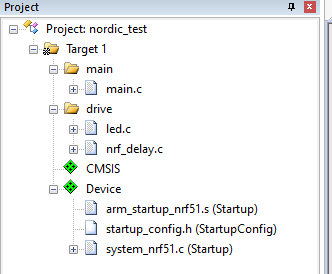 Project
Project: nordic_test
Target 1
main
main.c
drive
led.c
nrf_delay.c
CMSIS
Device
arm_startup_nrf51.s (Startup)
startup_config.h (StartupConfig)
system_nrf51.c (Startup)